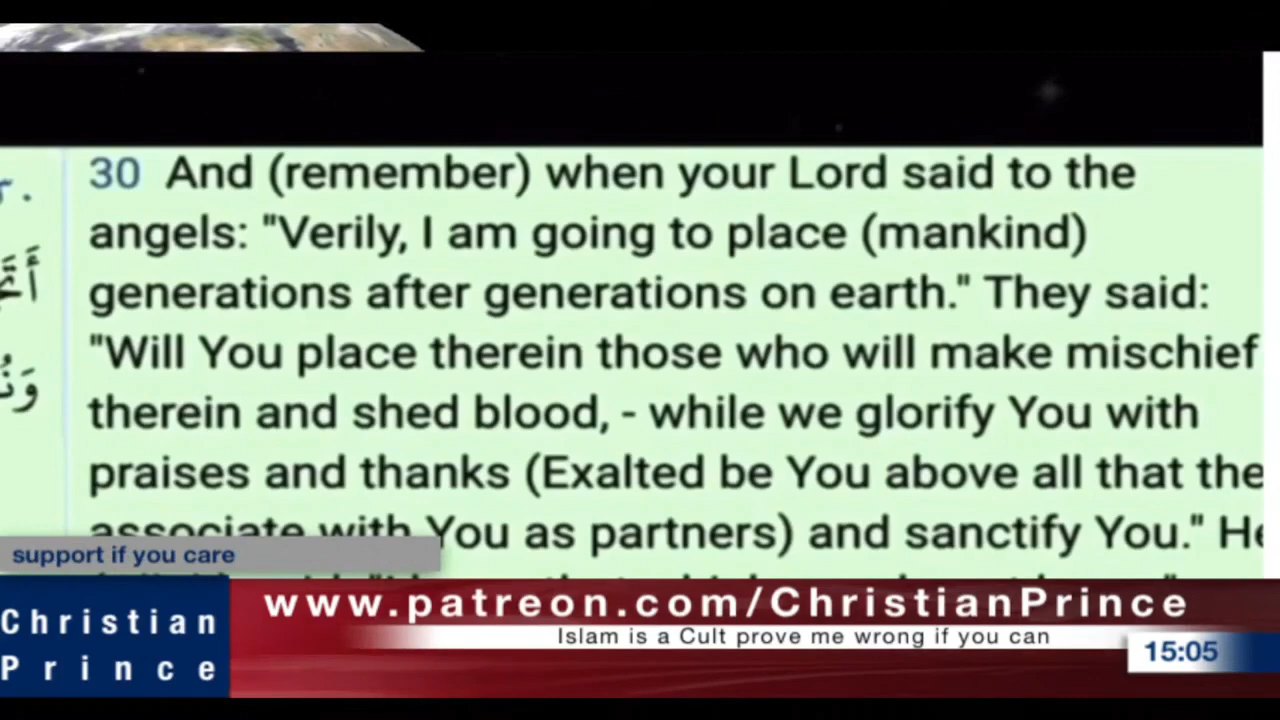 30 And (remember) when your Lord said to the
angels: "Verily, I am going to place (mankind)
generations after generations on earth." They said:
"Will You place therein those who will make mischief
therein and shed blood, - while we glorify You with
praises and thanks (Exalted be You above all that the
associate with You as partners) and sanctify You." He
support if you care
Christian
Prince
www.patreon.com/ChristianPrince
Islam is a Cult prove me wrong if you can
15:05